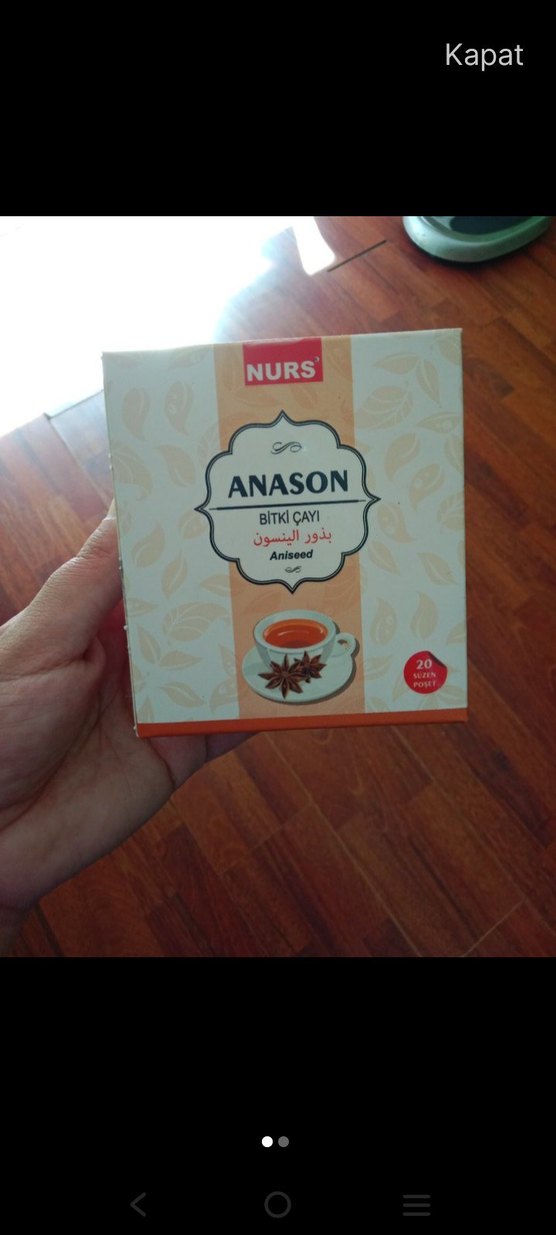 Kapat
NURS
ANASON
BİTKİ ÇAYI
بذور الينسون
Aniseed
20
SÜZEN
POŞET